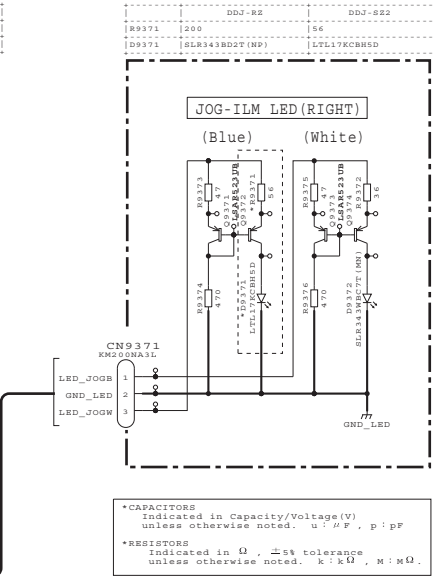 DDJ-RZ DDJ-SZ2
R9371 200 56
D9371 SLR343BD2T(NP) LTL17KCBH5D
JOG-ILM LED(RIGHT)
(Blue) (White)
R9373
47
Q9371
LSAR523UB
Q9372
*R9371
56
R9375
47
Q9373
LSAR523UB
Q9374
R9372
36
R9374
470
*D9371
LTL17KCBH5D
R9376
470
D9372
SLR343WBC7T(MN)
CN9371
KM200NA3L
LED_JOGB 1
GND_LED 2
LED_JOGW 3
GND_LED
*CAPACITORS
Indicated in Capacity/Voltage(V)
unless otherwise noted. u : μF , p : pF
*RESISTORS
Indicated in Ω , ±5% tolerance
unless otherwise noted. k : kΩ , M : MΩ .